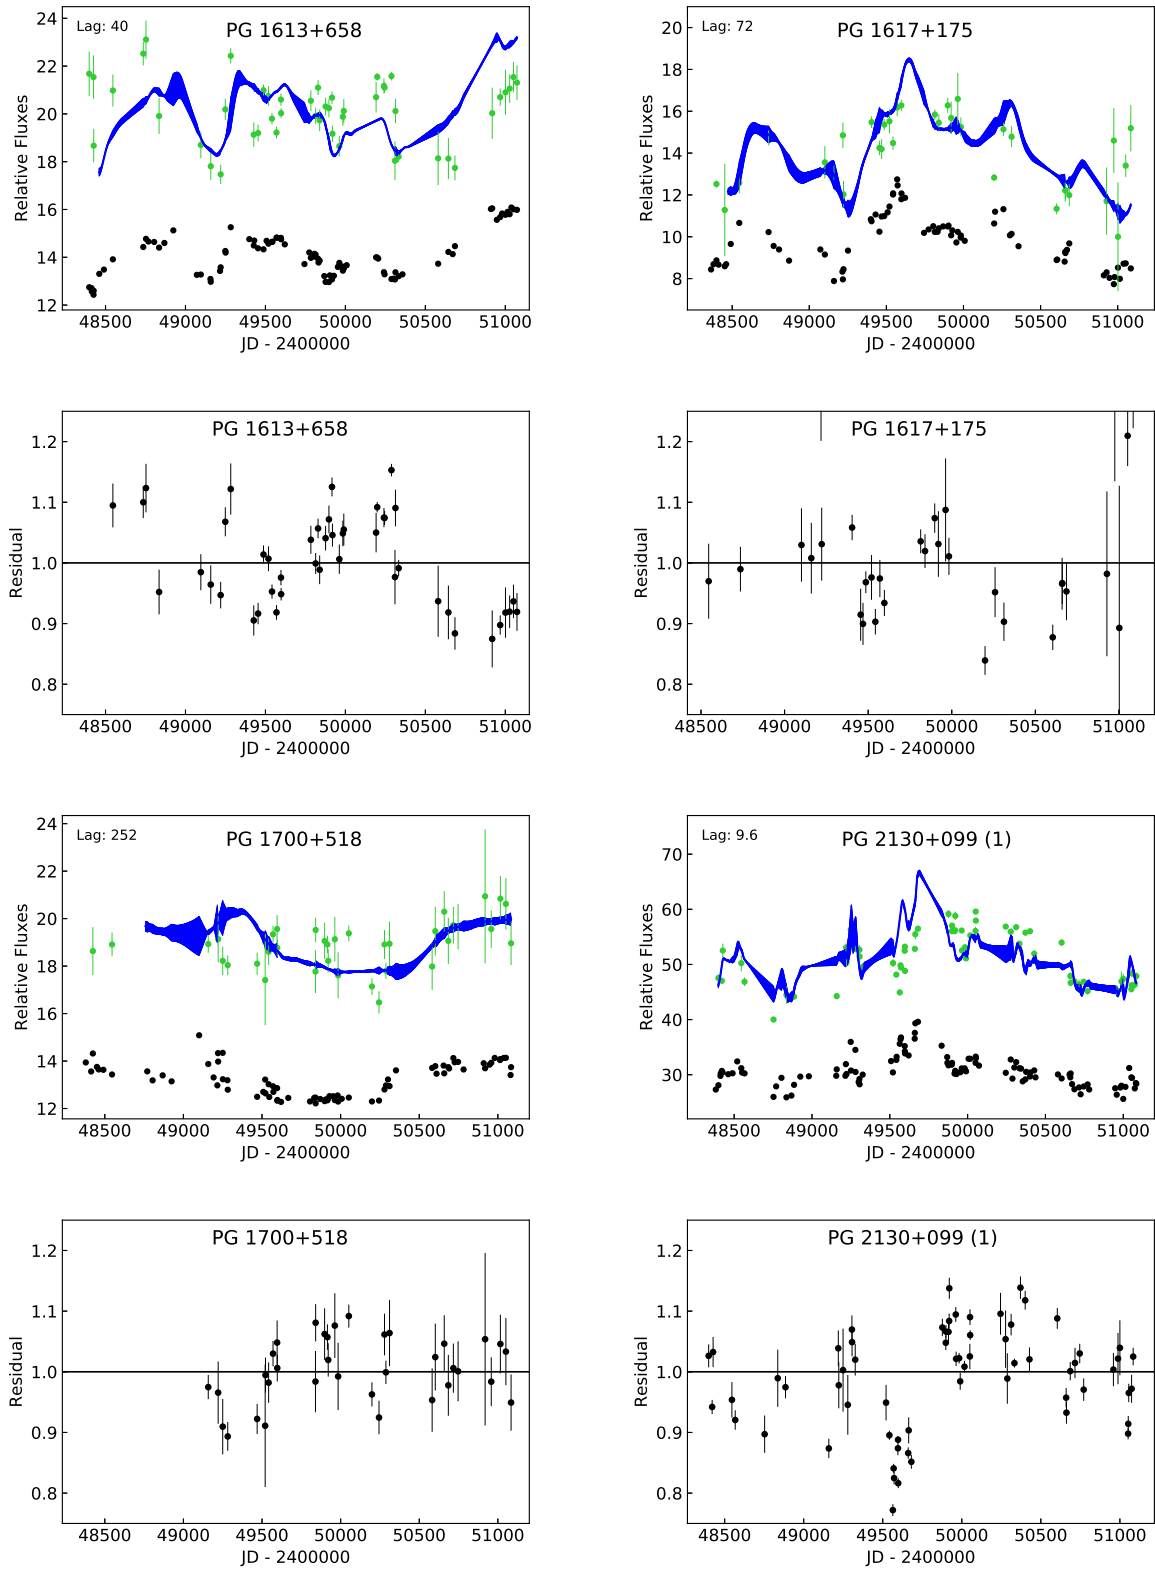 Lag: 40
PG 1613+658
Relative Fluxes
24
22
20
18
16
14
12
48500 49000 49500 50000 50500 51000
JD - 2400000
Lag: 72
PG 1617+175
Relative Fluxes
20
18
16
14
12
10
8
48500 49000 49500 50000 50500 51000
JD - 2400000
PG 1613+658
Residual
1.2
1.1
1.0
0.9
0.8
48500 49000 49500 50000 50500 51000
JD - 2400000
PG 1617+175
Residual
1.2
1.1
1.0
0.9
0.8
48500 49000 49500 50000 50500 51000
JD - 2400000
Lag: 252
PG 1700+518
Relative Fluxes
24
22
20
18
16
14
12
48500 49000 49500 50000 50500 51000
JD - 2400000
Lag: 9.6
PG 2130+099 (1)
Relative Fluxes
70
60
50
40
30
48500 49000 49500 50000 50500 51000
JD - 2400000
PG 1700+518
Residual
1.2
1.1
1.0
0.9
0.8
48500 49000 49500 50000 50500 51000
JD - 2400000
PG 2130+099 (1)
Residual
1.2
1.1
1.0
0.9
0.8
48500 49000 49500 50000 50500 51000
JD - 2400000